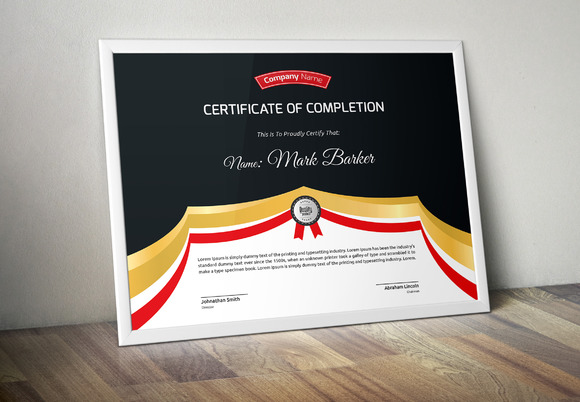 Company Name
CERTIFICATE OF COMPLETION
This is To Proudly Certify That:
Name: Mark Barker
Lorem Ipsum is simply dummy text of the printing and typesetting industry. Lorem Ipsum has been the industry's
standard dummy text ever since the 1500s, when an unknown printer took a galley of type and scrambled it to
make a type specimen book. Lorem Ipsum is simply dummy text of the printing and typesetting industry. Lorem.
Johnathan Smith
Director
Abraham Lincoln
Chairman